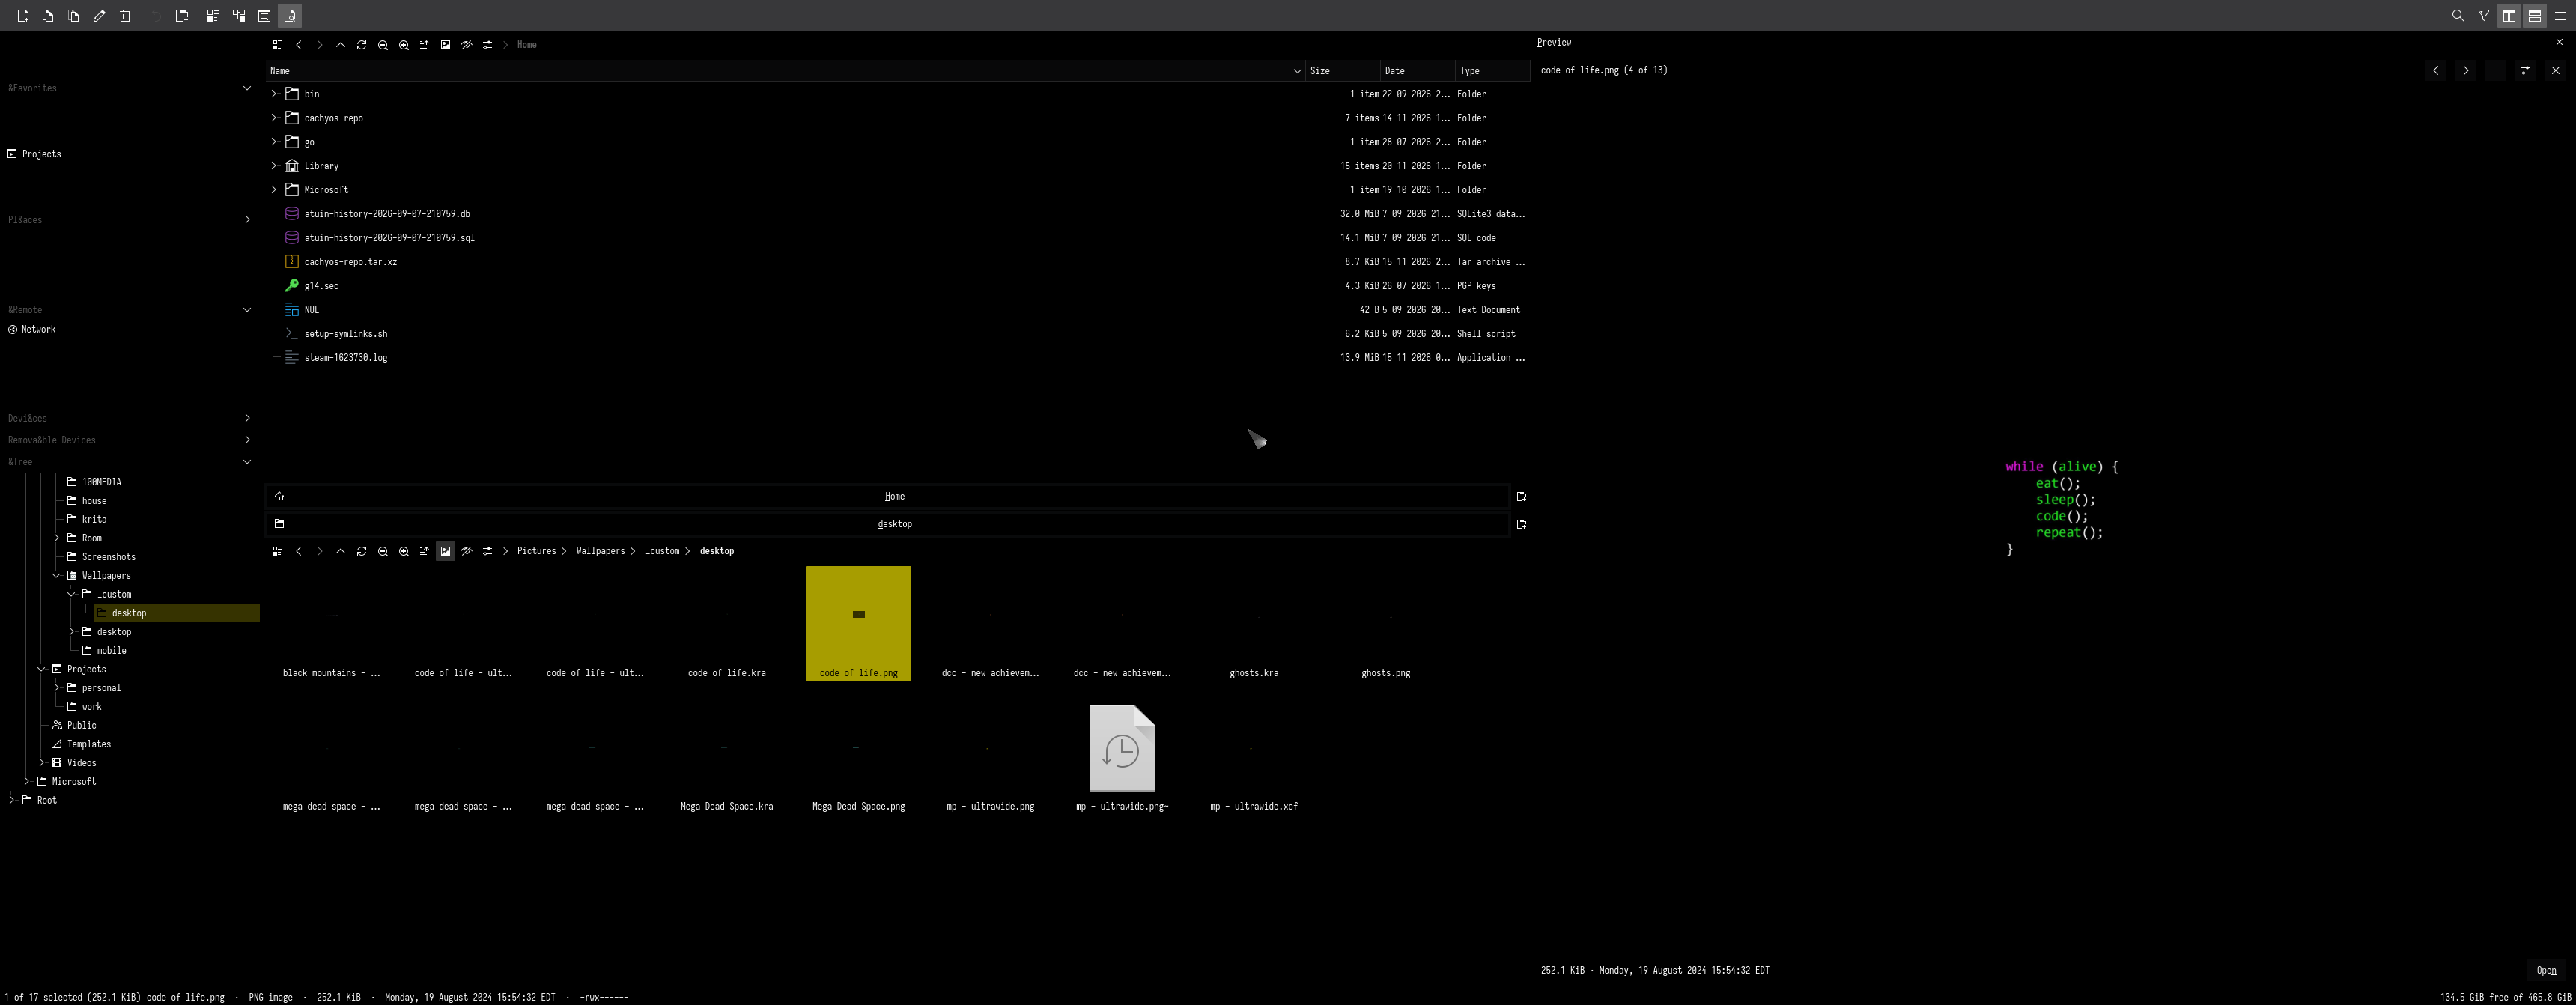 Home
Preview
Name Size Date Type
code of life.png (4 of 13)
&Favorites
Projects
Pl&aces
&Remote
Network
Devi&ces
Remova&ble Devices
&Tree
100MEDIA
house
krita
Room
Screenshots
Wallpapers
_custom
desktop
desktop
mobile
Projects
personal
work
Public
Templates
Videos
Microsoft
Root
bin 1 item 22 09 2026 2... Folder
cachyos-repo 7 items 14 11 2026 1... Folder
go 1 item 28 07 2026 2... Folder
Library 15 items 20 11 2026 1... Folder
Microsoft 1 item 19 10 2026 1... Folder
atuin-history-2026-09-07-210759.db 32.0 MiB 7 09 2026 21... SQLite3 data...
atuin-history-2026-09-07-210759.sql 14.1 MiB 7 09 2026 21... SQL code
cachyos-repo.tar.xz 8.7 KiB 15 11 2026 2... Tar archive ...
g14.sec 4.3 KiB 26 07 2026 1... PGP keys
NUL 42 B 5 09 2026 20... Text Document
setup-symlinks.sh 6.2 KiB 5 09 2026 20... Shell script
steam-1623730.log 13.9 MiB 15 11 2026 0... Application ...
Home
desktop
Pictures Wallpapers _custom desktop
black mountains - ... code of life - ult... code of life - ult... code of life.kra code of life.png dcc - new achievem... dcc - new achievem... ghosts.kra ghosts.png
mega dead space - ... mega dead space - ... mega dead space - ... Mega Dead Space.kra Mega Dead Space.png mp - ultrawide.png mp - ultrawide.png~ mp - ultrawide.xcf
while (alive) {
eat();
sleep();
code();
repeat();
}
252.1 KiB · Monday, 19 August 2024 15:54:32 EDT
Open
1 of 17 selected (252.1 KiB) code of life.png · PNG image · 252.1 KiB · Monday, 19 August 2024 15:54:32 EDT · -rwx------
134.5 GiB free of 465.8 GiB